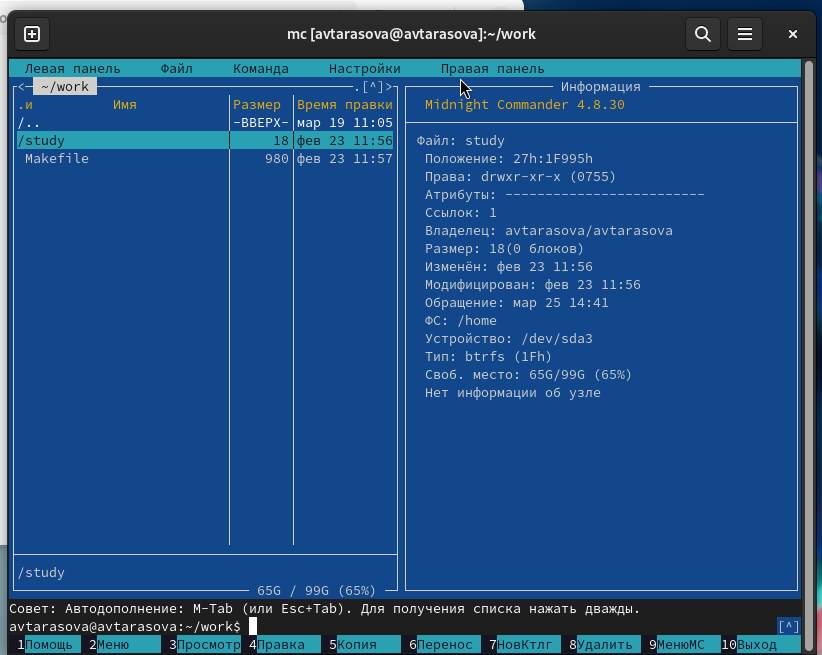 mc [avtarasova@avtarasova]:~/work
Левая панель Файл Команда Настройки Правая панель
<- ~/work .[^]>
.и Имя Размер Время правки
/.. -ВВЕРХ- мар 19 11:05
/study 18 фев 23 11:56
Makefile 980 фев 23 11:57
/study
65G / 99G (65%)
Информация
Midnight Commander 4.8.30
Файл: study
Положение: 27h:1F995h
Права: drwxr-xr-x (0755)
Атрибуты: -------------------------
Ссылок: 1
Владелец: avtarasova/avtarasova
Размер: 18(0 блоков)
Изменён: фев 23 11:56
Модифицирован: фев 23 11:56
Обращение: мар 25 14:41
ФС: /home
Устройство: /dev/sda3
Тип: btrfs (1Fh)
Своб. место: 65G/99G (65%)
Нет информации об узле
Совет: Автодополнение: M-Tab (или Esc+Tab). Для получения списка нажать дважды.
avtarasova@avtarasova:~/work$ [^]
1Помощь 2Меню 3Просмотр 4Правка 5Копия 6Перенос 7НовКтлг 8Удалить 9МенюМС 10Выход